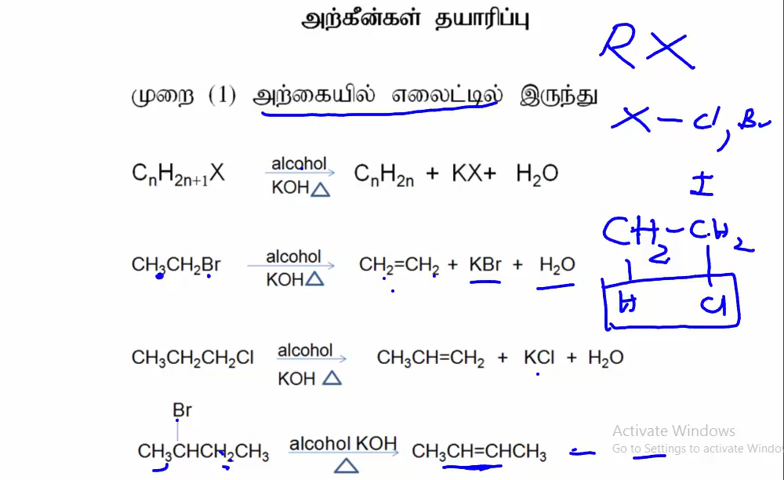 அற்கீன்கள் தயாரிப்பு
RX
முறை (1) அற்கையில் எலைட்டில் இருந்து
X - Cl, Br
I
CnH2n+1X alcohol KOH △ → CnH2n + KX+ H2O
CH2-CH2
H Cl
CH3CH2Br alcohol KOH △ → CH2=CH2 + KBr + H2O
CH3CH2CH2Cl alcohol KOH △ → CH3CH=CH2 + KCl + H2O
Br
CH3CHCH2CH3 alcohol KOH △ → CH3CH=CHCH3
Activate Windows
Go to Settings to activate Windo